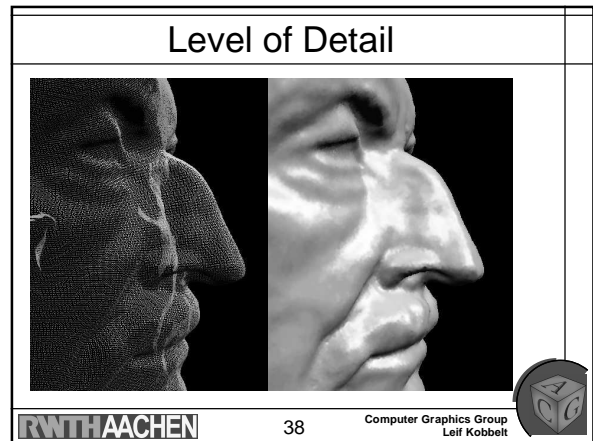 Level of Detail
RWTHAACHEN
38
Computer Graphics Group
Leif Kobbelt
A
C G